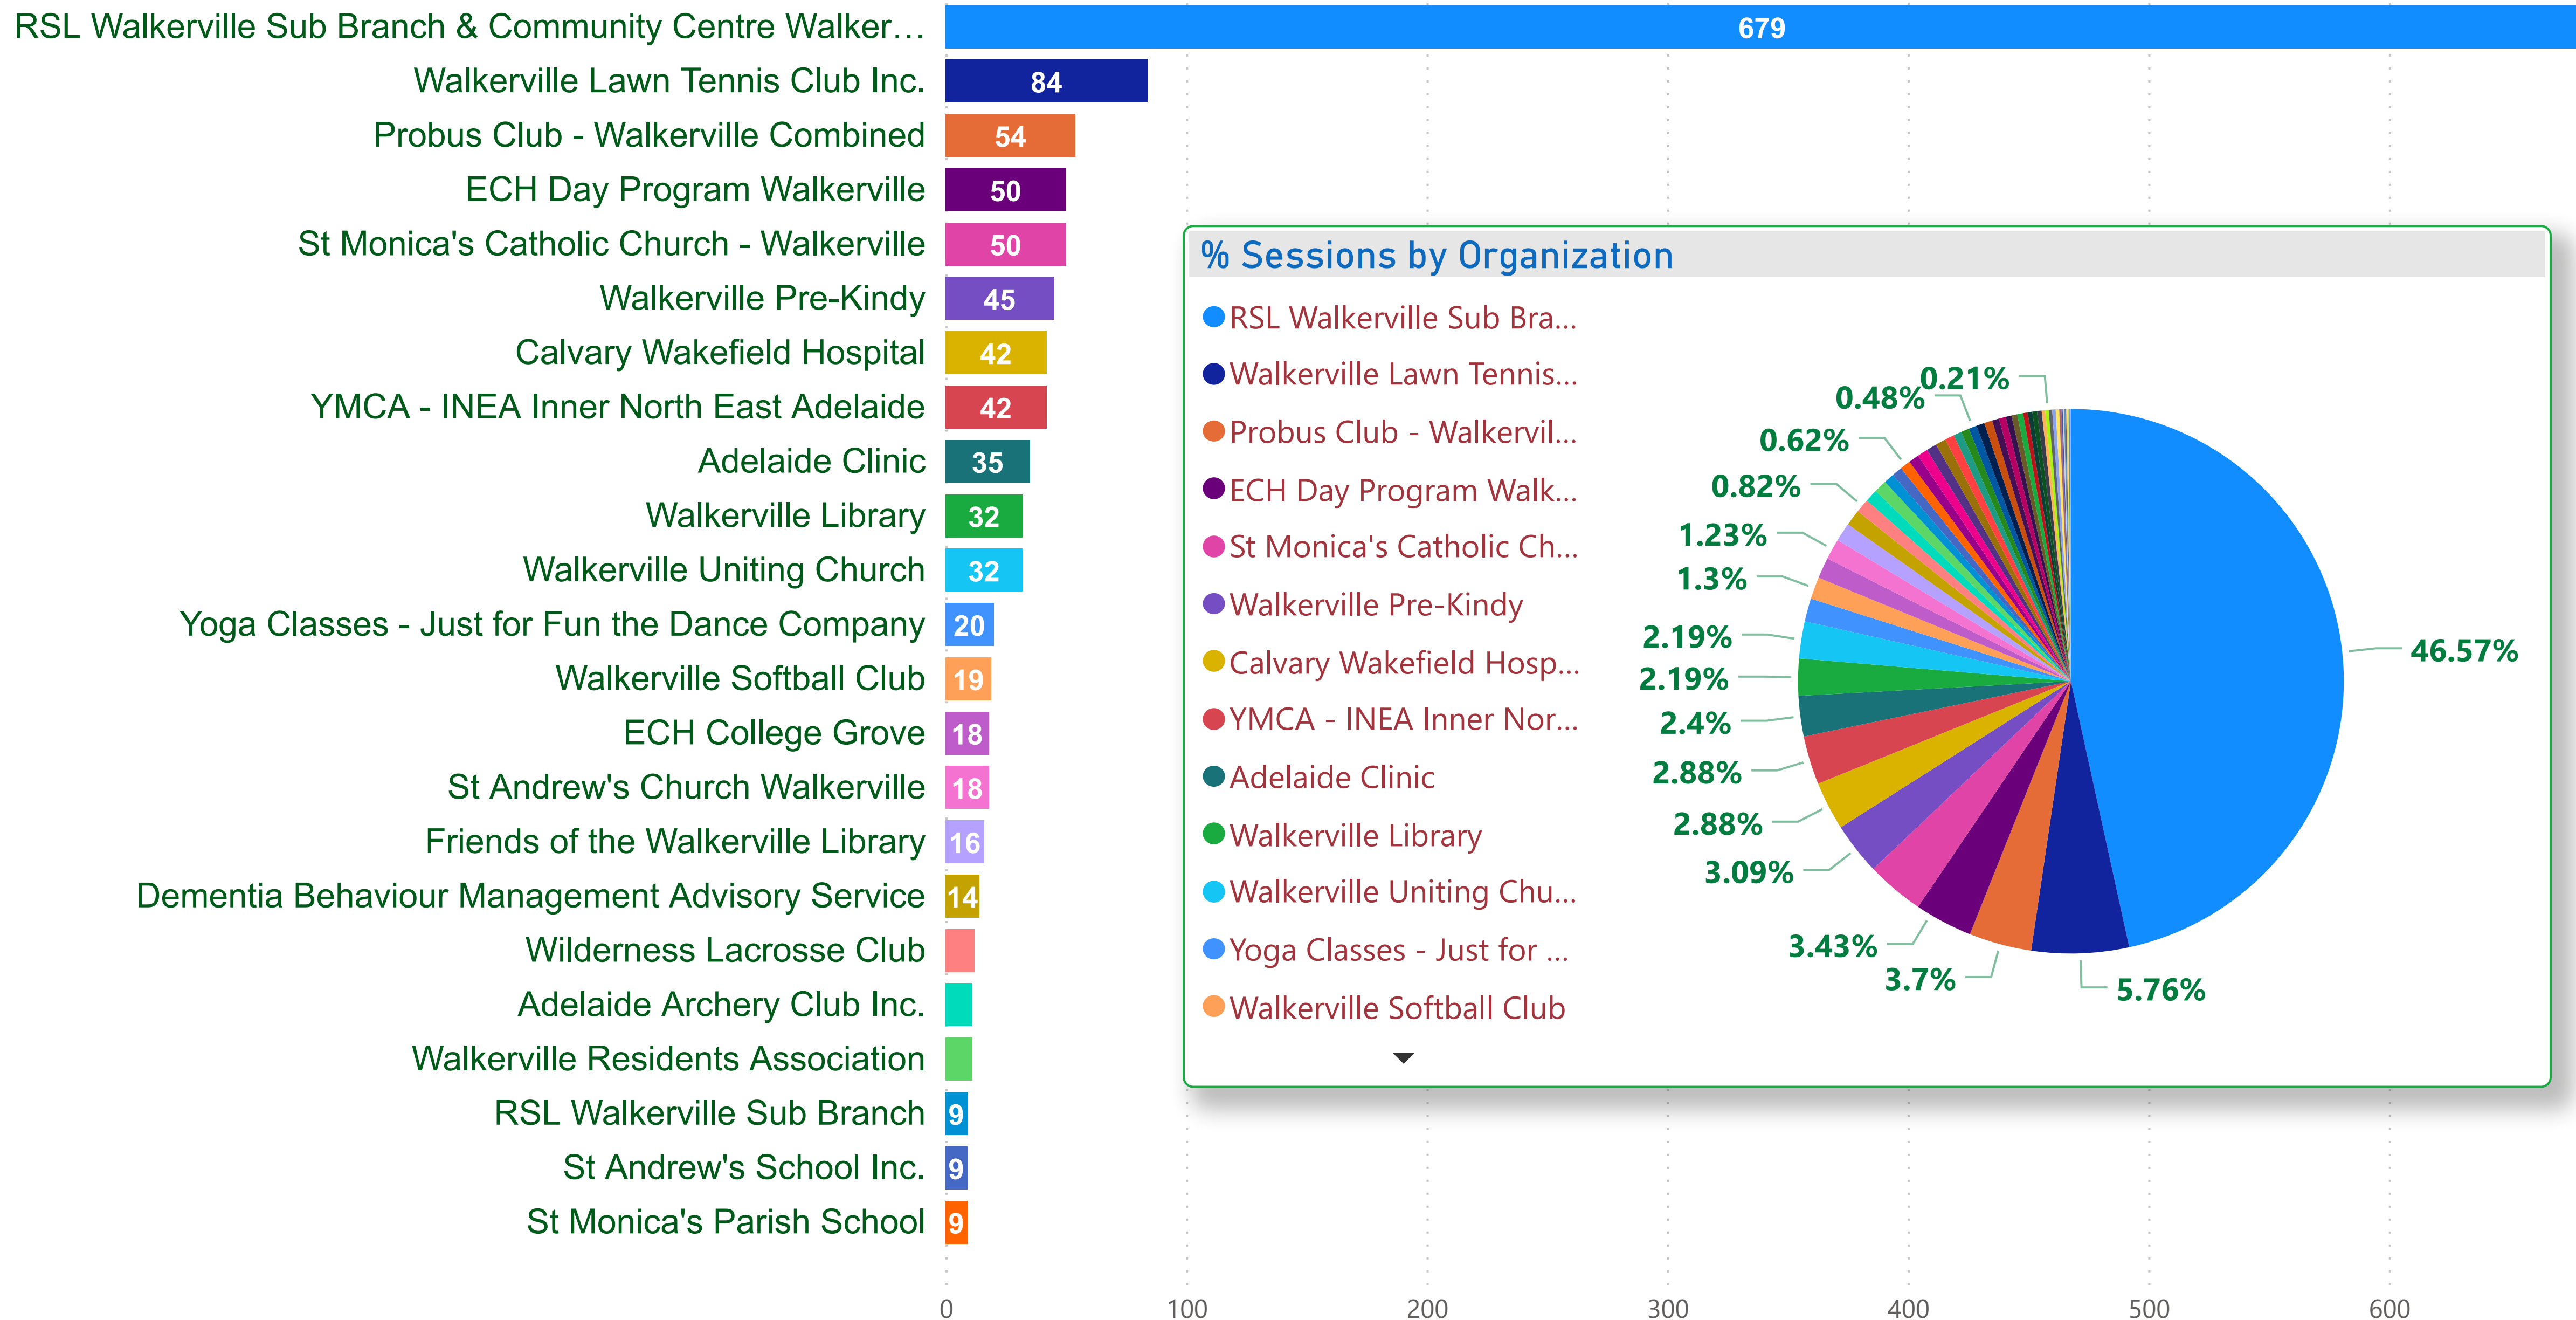 RSL Walkerville Sub Branch & Community Centre Walker… 679
Walkerville Lawn Tennis Club Inc. 84
Probus Club - Walkerville Combined 54
ECH Day Program Walkerville 50
St Monica's Catholic Church - Walkerville 50
Walkerville Pre-Kindy 45
Calvary Wakefield Hospital 42
YMCA - INEA Inner North East Adelaide 42
Adelaide Clinic 35
Walkerville Library 32
Walkerville Uniting Church 32
Yoga Classes - Just for Fun the Dance Company 20
Walkerville Softball Club 19
ECH College Grove 18
St Andrew's Church Walkerville 18
Friends of the Walkerville Library 16
Dementia Behaviour Management Advisory Service 14
Wilderness Lacrosse Club
Adelaide Archery Club Inc.
Walkerville Residents Association
RSL Walkerville Sub Branch 9
St Andrew's School Inc. 9
St Monica's Parish School 9
0 100 200 300 400 500 600
% Sessions by Organization
RSL Walkerville Sub Bra...
Walkerville Lawn Tennis...
Probus Club - Walkervil...
ECH Day Program Walk...
St Monica's Catholic Ch...
Walkerville Pre-Kindy
Calvary Wakefield Hosp...
YMCA - INEA Inner Nor...
Adelaide Clinic
Walkerville Library
Walkerville Uniting Chu...
Yoga Classes - Just for ...
Walkerville Softball Club
0.21%
0.48%
0.62%
0.82%
1.23%
1.3%
2.19%
2.19%
2.4%
2.88%
2.88%
3.09%
3.43%
3.7%
5.76%
46.57%